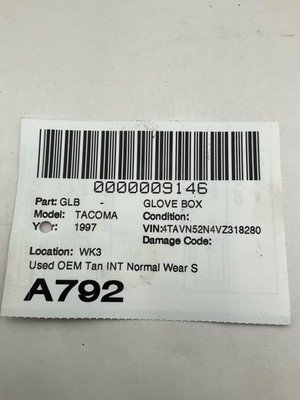 0000009146
Part: GLB - GLOVE BOX
Model: TACOMA Condition:
Year: 1997 VIN:4TAVN52N4VZ318280
Damage Code:
Location: WK3
Used OEM Tan INT Normal Wear S
A792